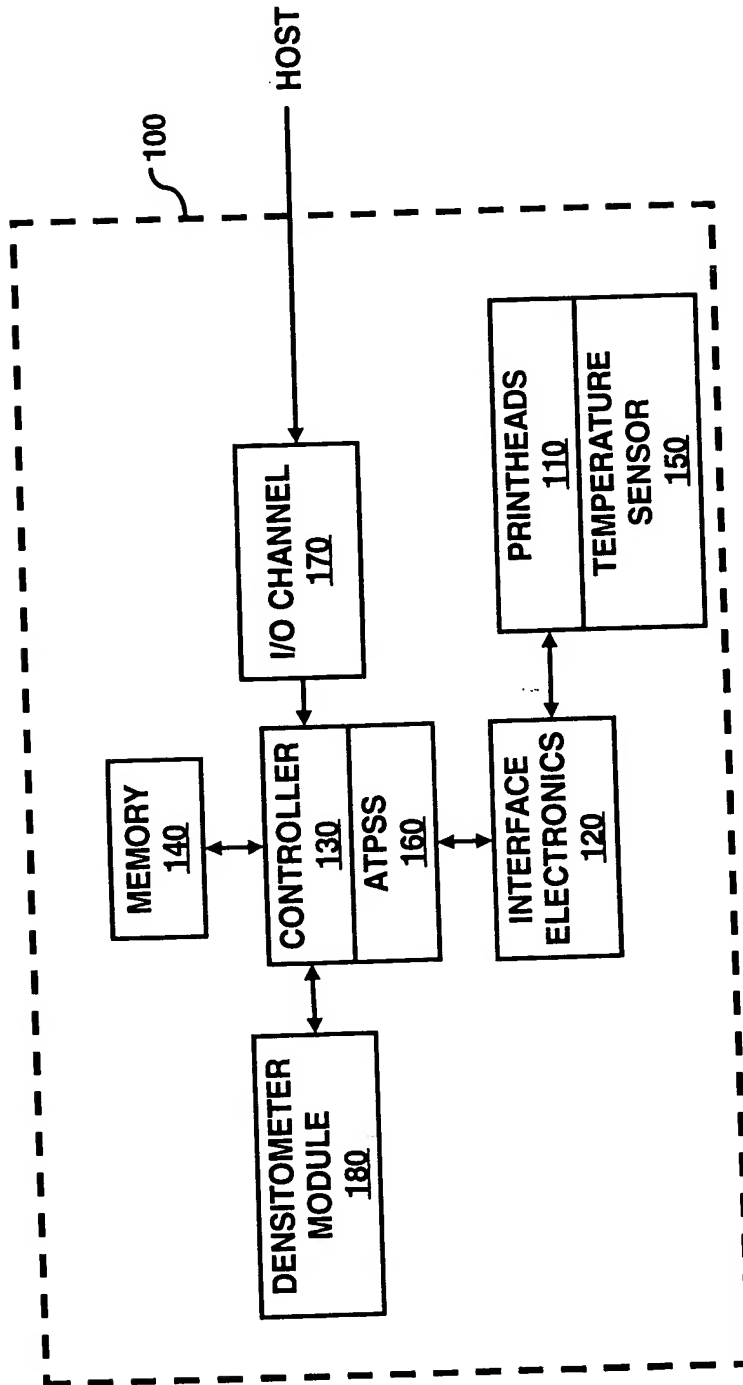 HOST
100
MEMORY
140
I/O CHANNEL
170
DENSITOMETER
MODULE
180
CONTROLLER
130
ATPSS
160
INTERFACE
ELECTRONICS
120
PRINTHEADS
110
TEMPERATURE
SENSOR
150